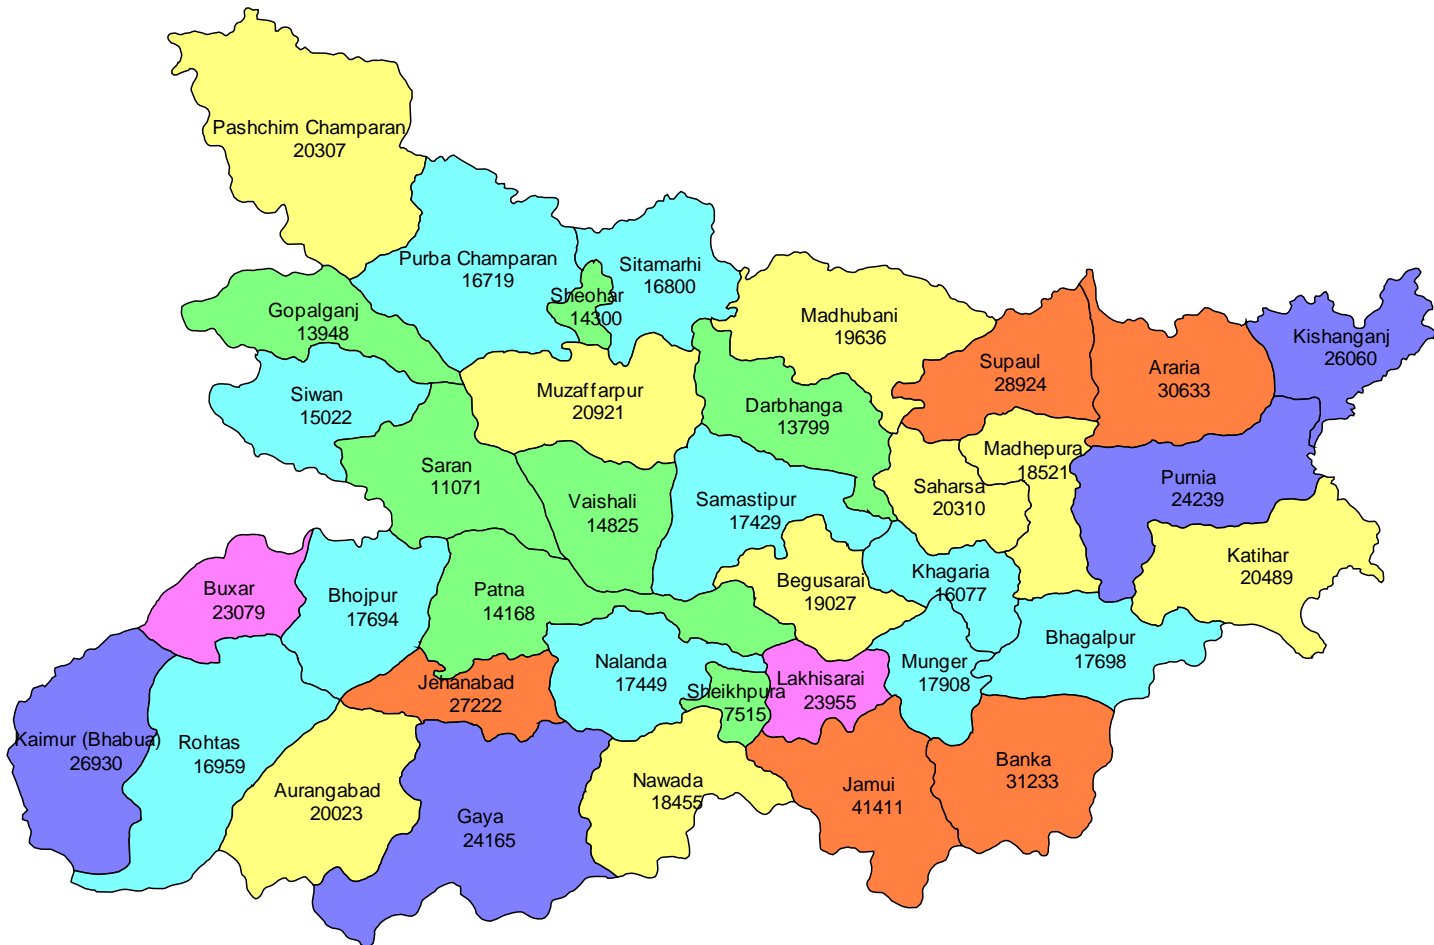 Pashchim Champaran
20307
Purba Champaran
16719
Sitamarhi
16800
Sheohar
14300
Gopalganj
13948
Madhubani
19636
Kishanganj
26060
Supaul
28924
Araria
30633
Siwan
15022
Muzaffarpur
20921
Darbhanga
13799
Madhepura
18521
Saran
11071
Vaishali
14825
Samastipur
17429
Saharsa
20310
Purnia
24239
Katihar
20489
Buxar
23079
Bhojpur
17694
Patna
14168
Begusarai
19027
Khagaria
16077
Bhagalpur
17698
Nalanda
17449
Munger
17908
Jehanabad
27222
Sheikhpura
7515
Lakhisarai
23955
Kaimur (Bhabua)
26930
Rohtas
16959
Aurangabad
20023
Gaya
24165
Nawada
18455
Jamui
41411
Banka
31233